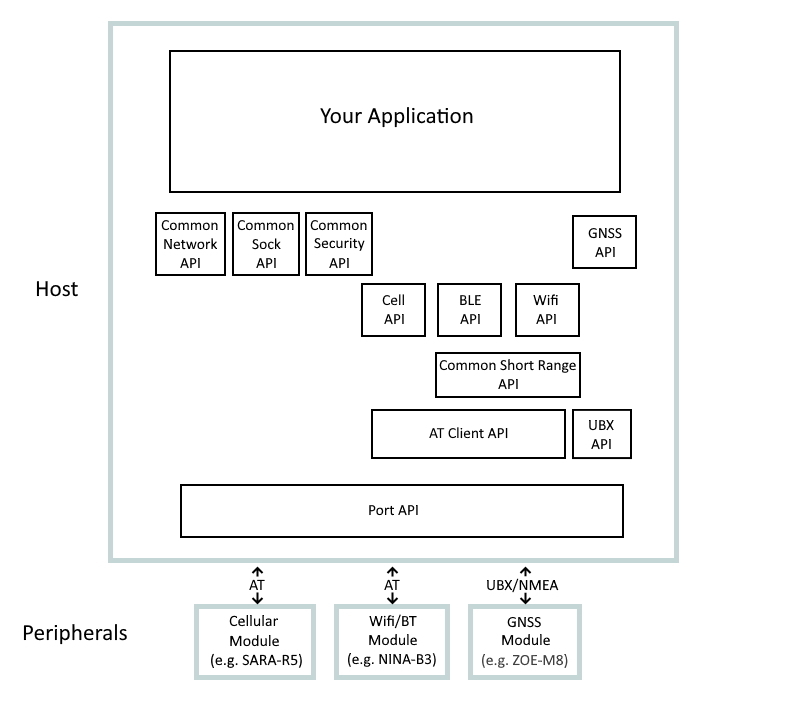 Your Application
Common
Network
API
Common
Sock
API
Common
Security
API
GNSS
API
Host
Cell
API
BLE
API
Wifi
API
Common Short Range
API
AT Client API
UBX
API
Port API
AT
AT
UBX/NMEA
Peripherals
Cellular
Module
(e.g. SARA-R5)
Wifi/BT
Module
(e.g. NINA-B3)
GNSS
Module
(e.g. ZOE-M8)